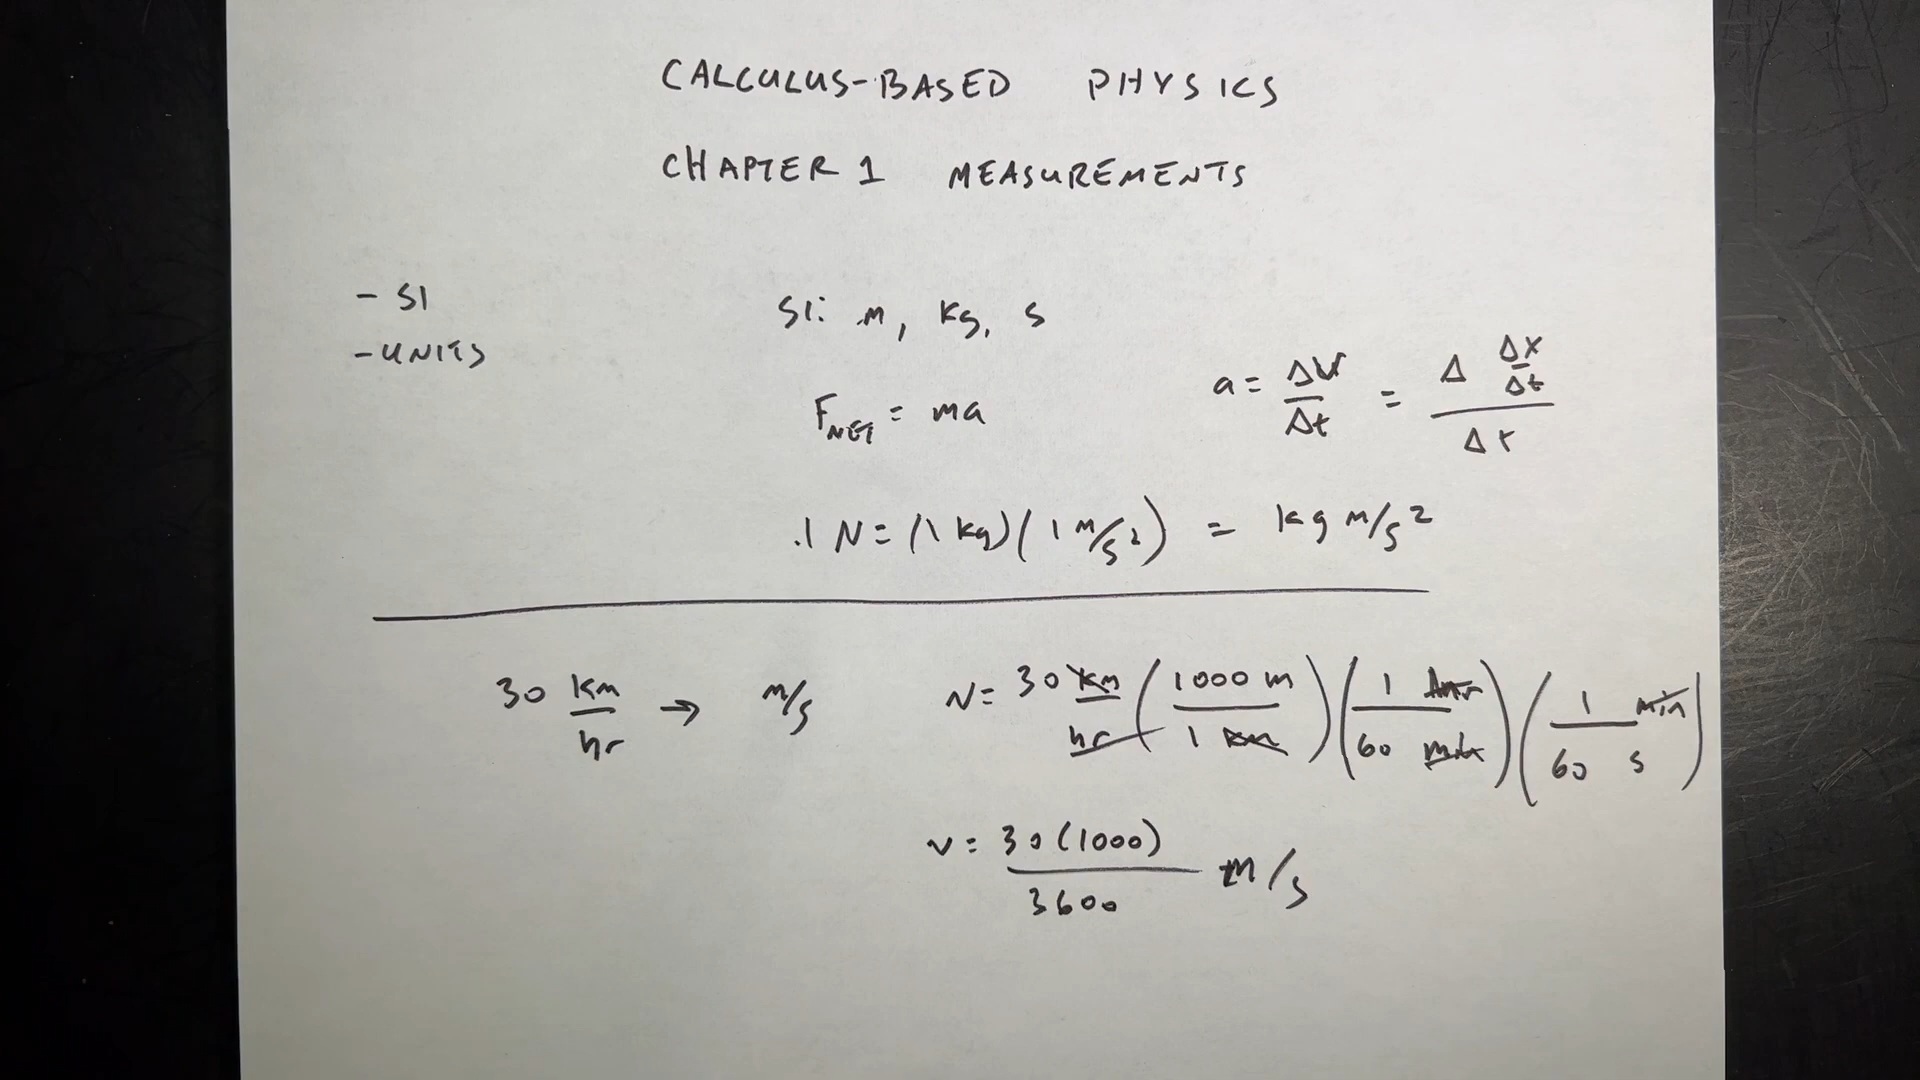 CALCULUS-BASED PHYSICS
CHAPTER 1 MEASUREMENTS
- SI
- UNITS
SI: m, kg, s
F_NET = ma
a = Δv/Δt = (Δ Δx/Δt)/Δt
.1 N = (1 kg)(1 m/s²) = kg m/s²
30 km/hr → m/s
v = 30 km/hr (1000 m/1 km)(1 hr/60 min)(1 min/60 s)
v = 30(1000)/3600 m/s